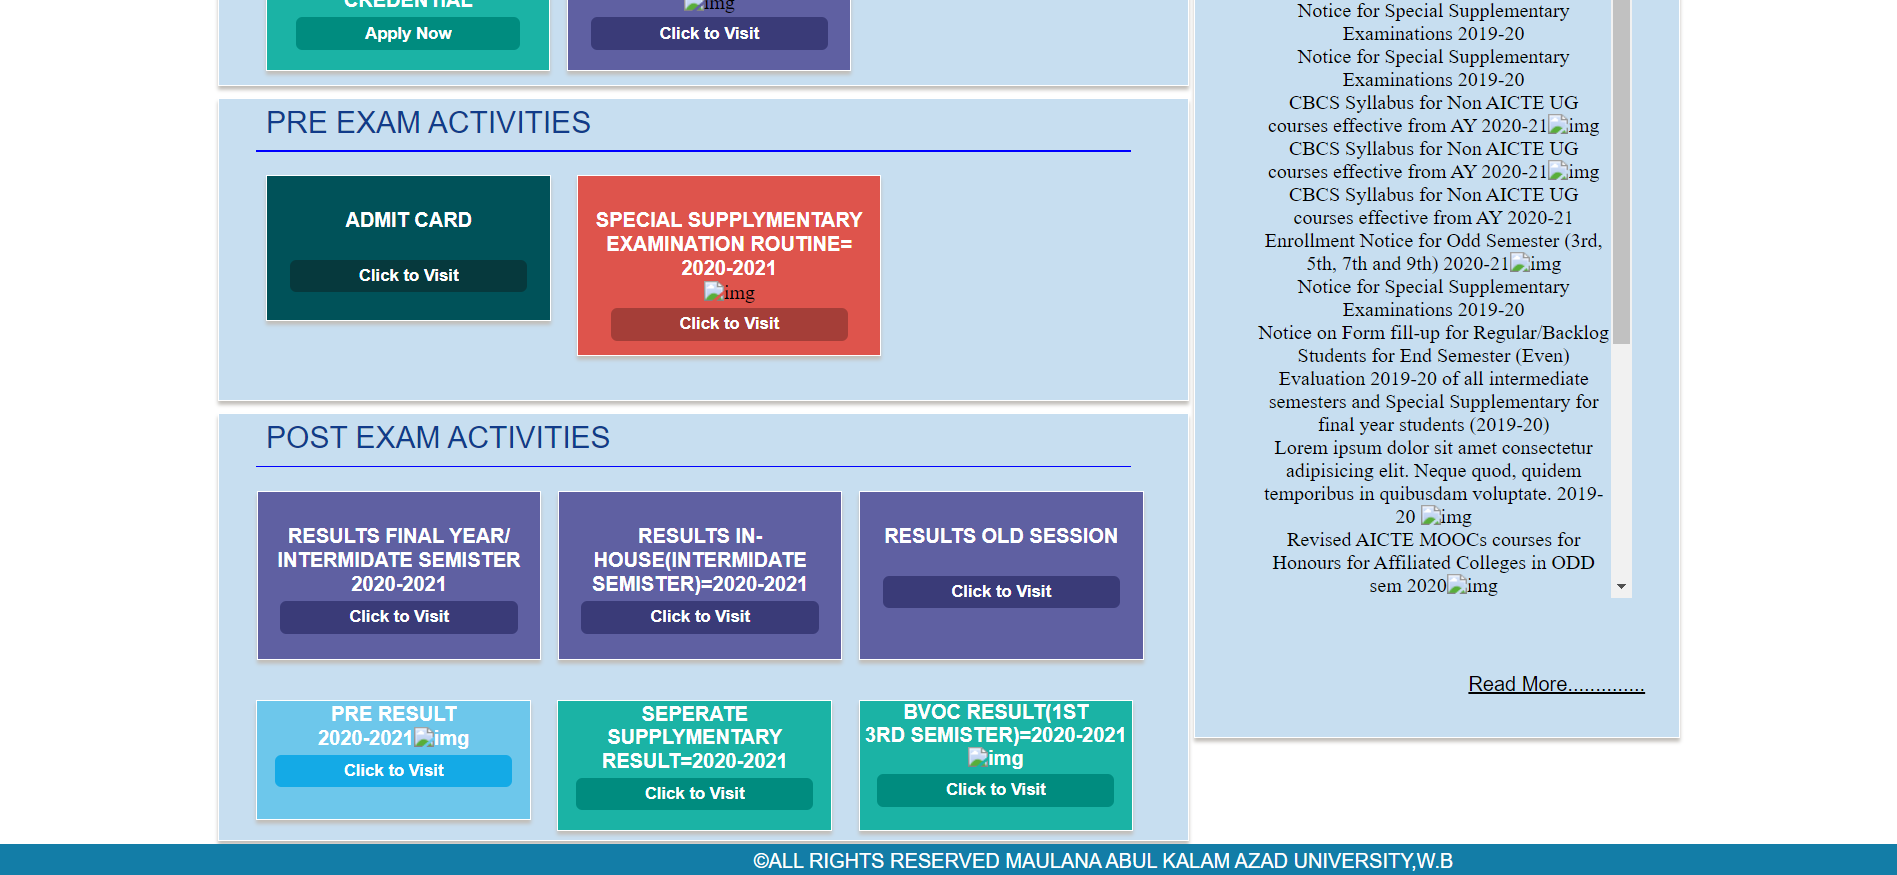 CREDENTIAL
Apply Now
img
Click to Visit
PRE EXAM ACTIVITIES
ADMIT CARD
Click to Visit
SPECIAL SUPPLYMENTARY
EXAMINATION ROUTINE=
2020-2021
img
Click to Visit
POST EXAM ACTIVITIES
RESULTS FINAL YEAR/
INTERMIDATE SEMISTER
2020-2021
Click to Visit
RESULTS IN-
HOUSE(INTERMIDATE
SEMISTER)=2020-2021
Click to Visit
RESULTS OLD SESSION
Click to Visit
PRE RESULT
2020-2021img
Click to Visit
SEPERATE
SUPPLYMENTARY
RESULT=2020-2021
Click to Visit
BVOC RESULT(1ST
3RD SEMISTER)=2020-2021
img
Click to Visit
Notice for Special Supplementary
Examinations 2019-20
Notice for Special Supplementary
Examinations 2019-20
CBCS Syllabus for Non AICTE UG
courses effective from AY 2020-21img
CBCS Syllabus for Non AICTE UG
courses effective from AY 2020-21img
CBCS Syllabus for Non AICTE UG
courses effective from AY 2020-21
Enrollment Notice for Odd Semester (3rd,
5th, 7th and 9th) 2020-21img
Notice for Special Supplementary
Examinations 2019-20
Notice on Form fill-up for Regular/Backlog
Students for End Semester (Even)
Evaluation 2019-20 of all intermediate
semesters and Special Supplementary for
final year students (2019-20)
Lorem ipsum dolor sit amet consectetur
adipisicing elit. Neque quod, quidem
temporibus in quibusdam voluptate. 2019-
20 img
Revised AICTE MOOCs courses for
Honours for Affiliated Colleges in ODD
sem 2020img
Read More..............
©ALL RIGHTS RESERVED MAULANA ABUL KALAM AZAD UNIVERSITY,W.B